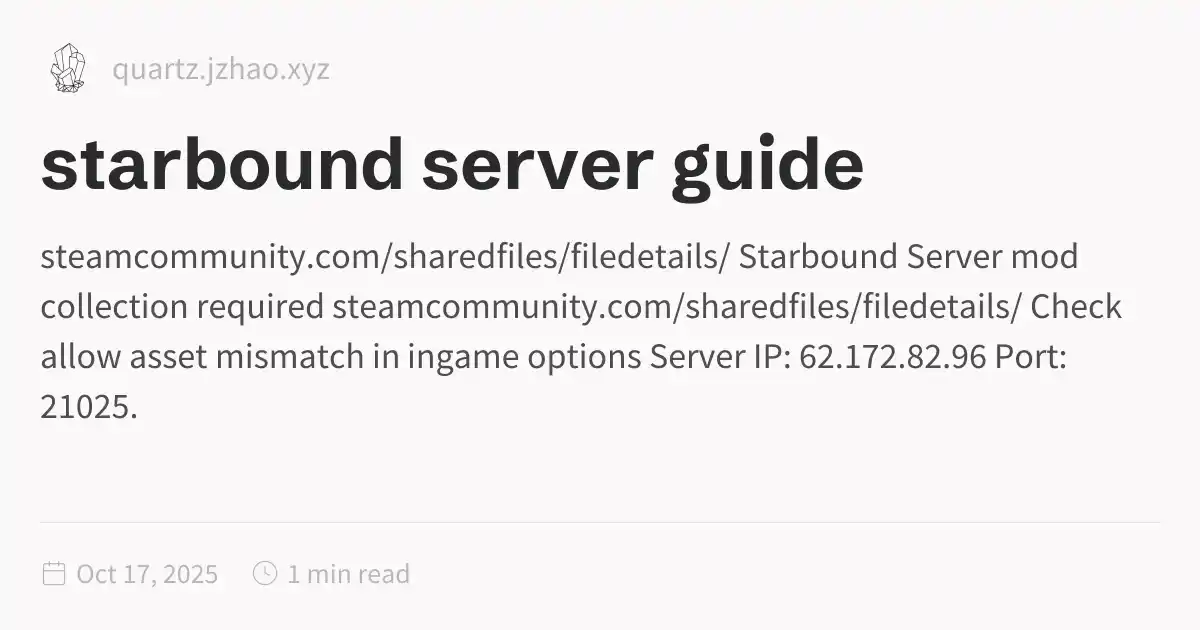 quartz.jzhao.xyz
starbound server guide
steamcommunity.com/sharedfiles/filedetails/ Starbound Server mod
collection required steamcommunity.com/sharedfiles/filedetails/ Check
allow asset mismatch in ingame options Server IP: 62.172.82.96 Port:
21025.
Oct 17, 2025 1 min read